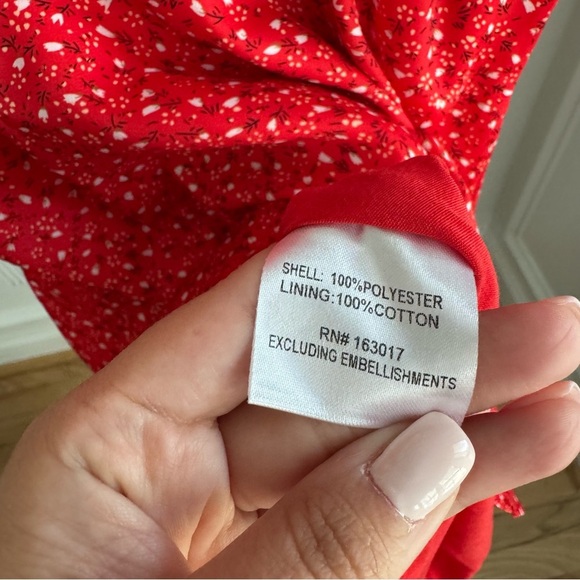 SHELL: 100%POLYESTER
LINING:100%COTTON
RN# 163017
EXCLUDING EMBELLISHMENTS